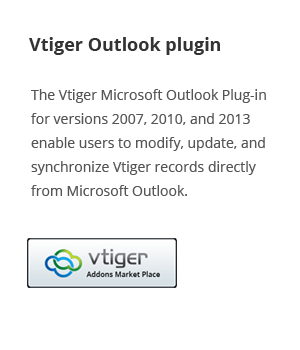 Vtiger Outlook plugin
The Vtiger Microsoft Outlook Plug-in
for versions 2007, 2010, and 2013
enable users to modify, update, and
synchronize Vtiger records directly
from Microsoft Outlook.
vtiger
Addons Market Place